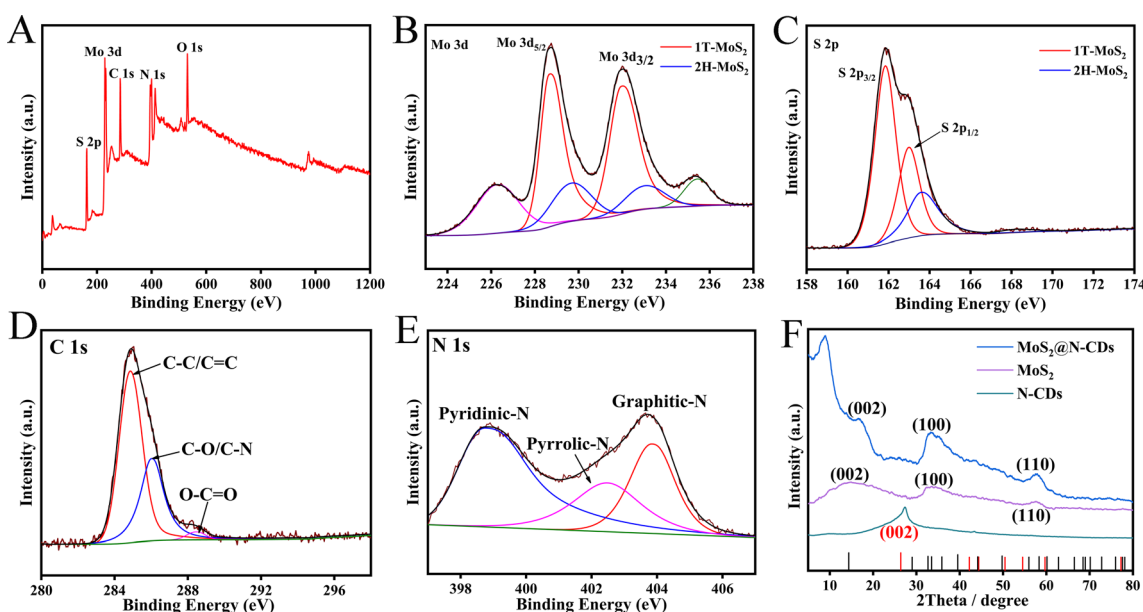 A
Mo 3d
C 1s
N 1s
O 1s
S 2p
Intensity (a.u.)
0 200 400 600 800 1000 1200
Binding Energy (eV)
B
Mo 3d
Mo 3d5/2
Mo 3d3/2
1T-MoS2
2H-MoS2
Intensity (a.u.)
224 226 228 230 232 234 236 238
Binding Energy (eV)
C
S 2p
S 2p3/2
S 2p1/2
1T-MoS2
2H-MoS2
Intensity (a.u.)
158 160 162 164 166 168 170 172 174
Binding Energy (eV)
D
C 1s
C-C/C=C
C-O/C-N
O-C=O
Intensity (a.u.)
280 284 288 292 296
Binding Energy (eV)
E
N 1s
Pyridinic-N
Pyrrolic-N
Graphitic-N
Intensity (a.u.)
398 400 402 404 406
Binding Energy (eV)
F
MoS2@N-CDs
MoS2
N-CDs
(002)
(100)
(110)
(002)
(100)
(110)
(002)
Intensity (a.u.)
10 20 30 40 50 60 70 80
2Theta / degree